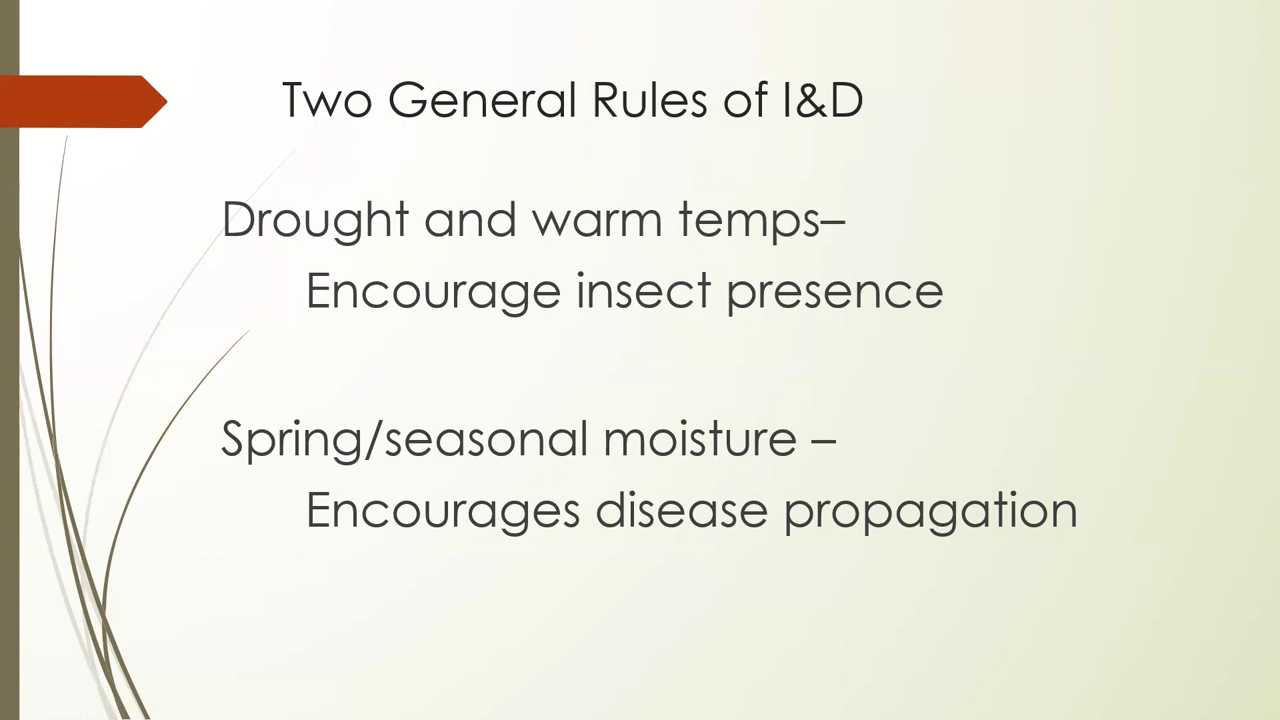 Two General Rules of I&D
Drought and warm temps–
Encourage insect presence
Spring/seasonal moisture –
Encourages disease propagation